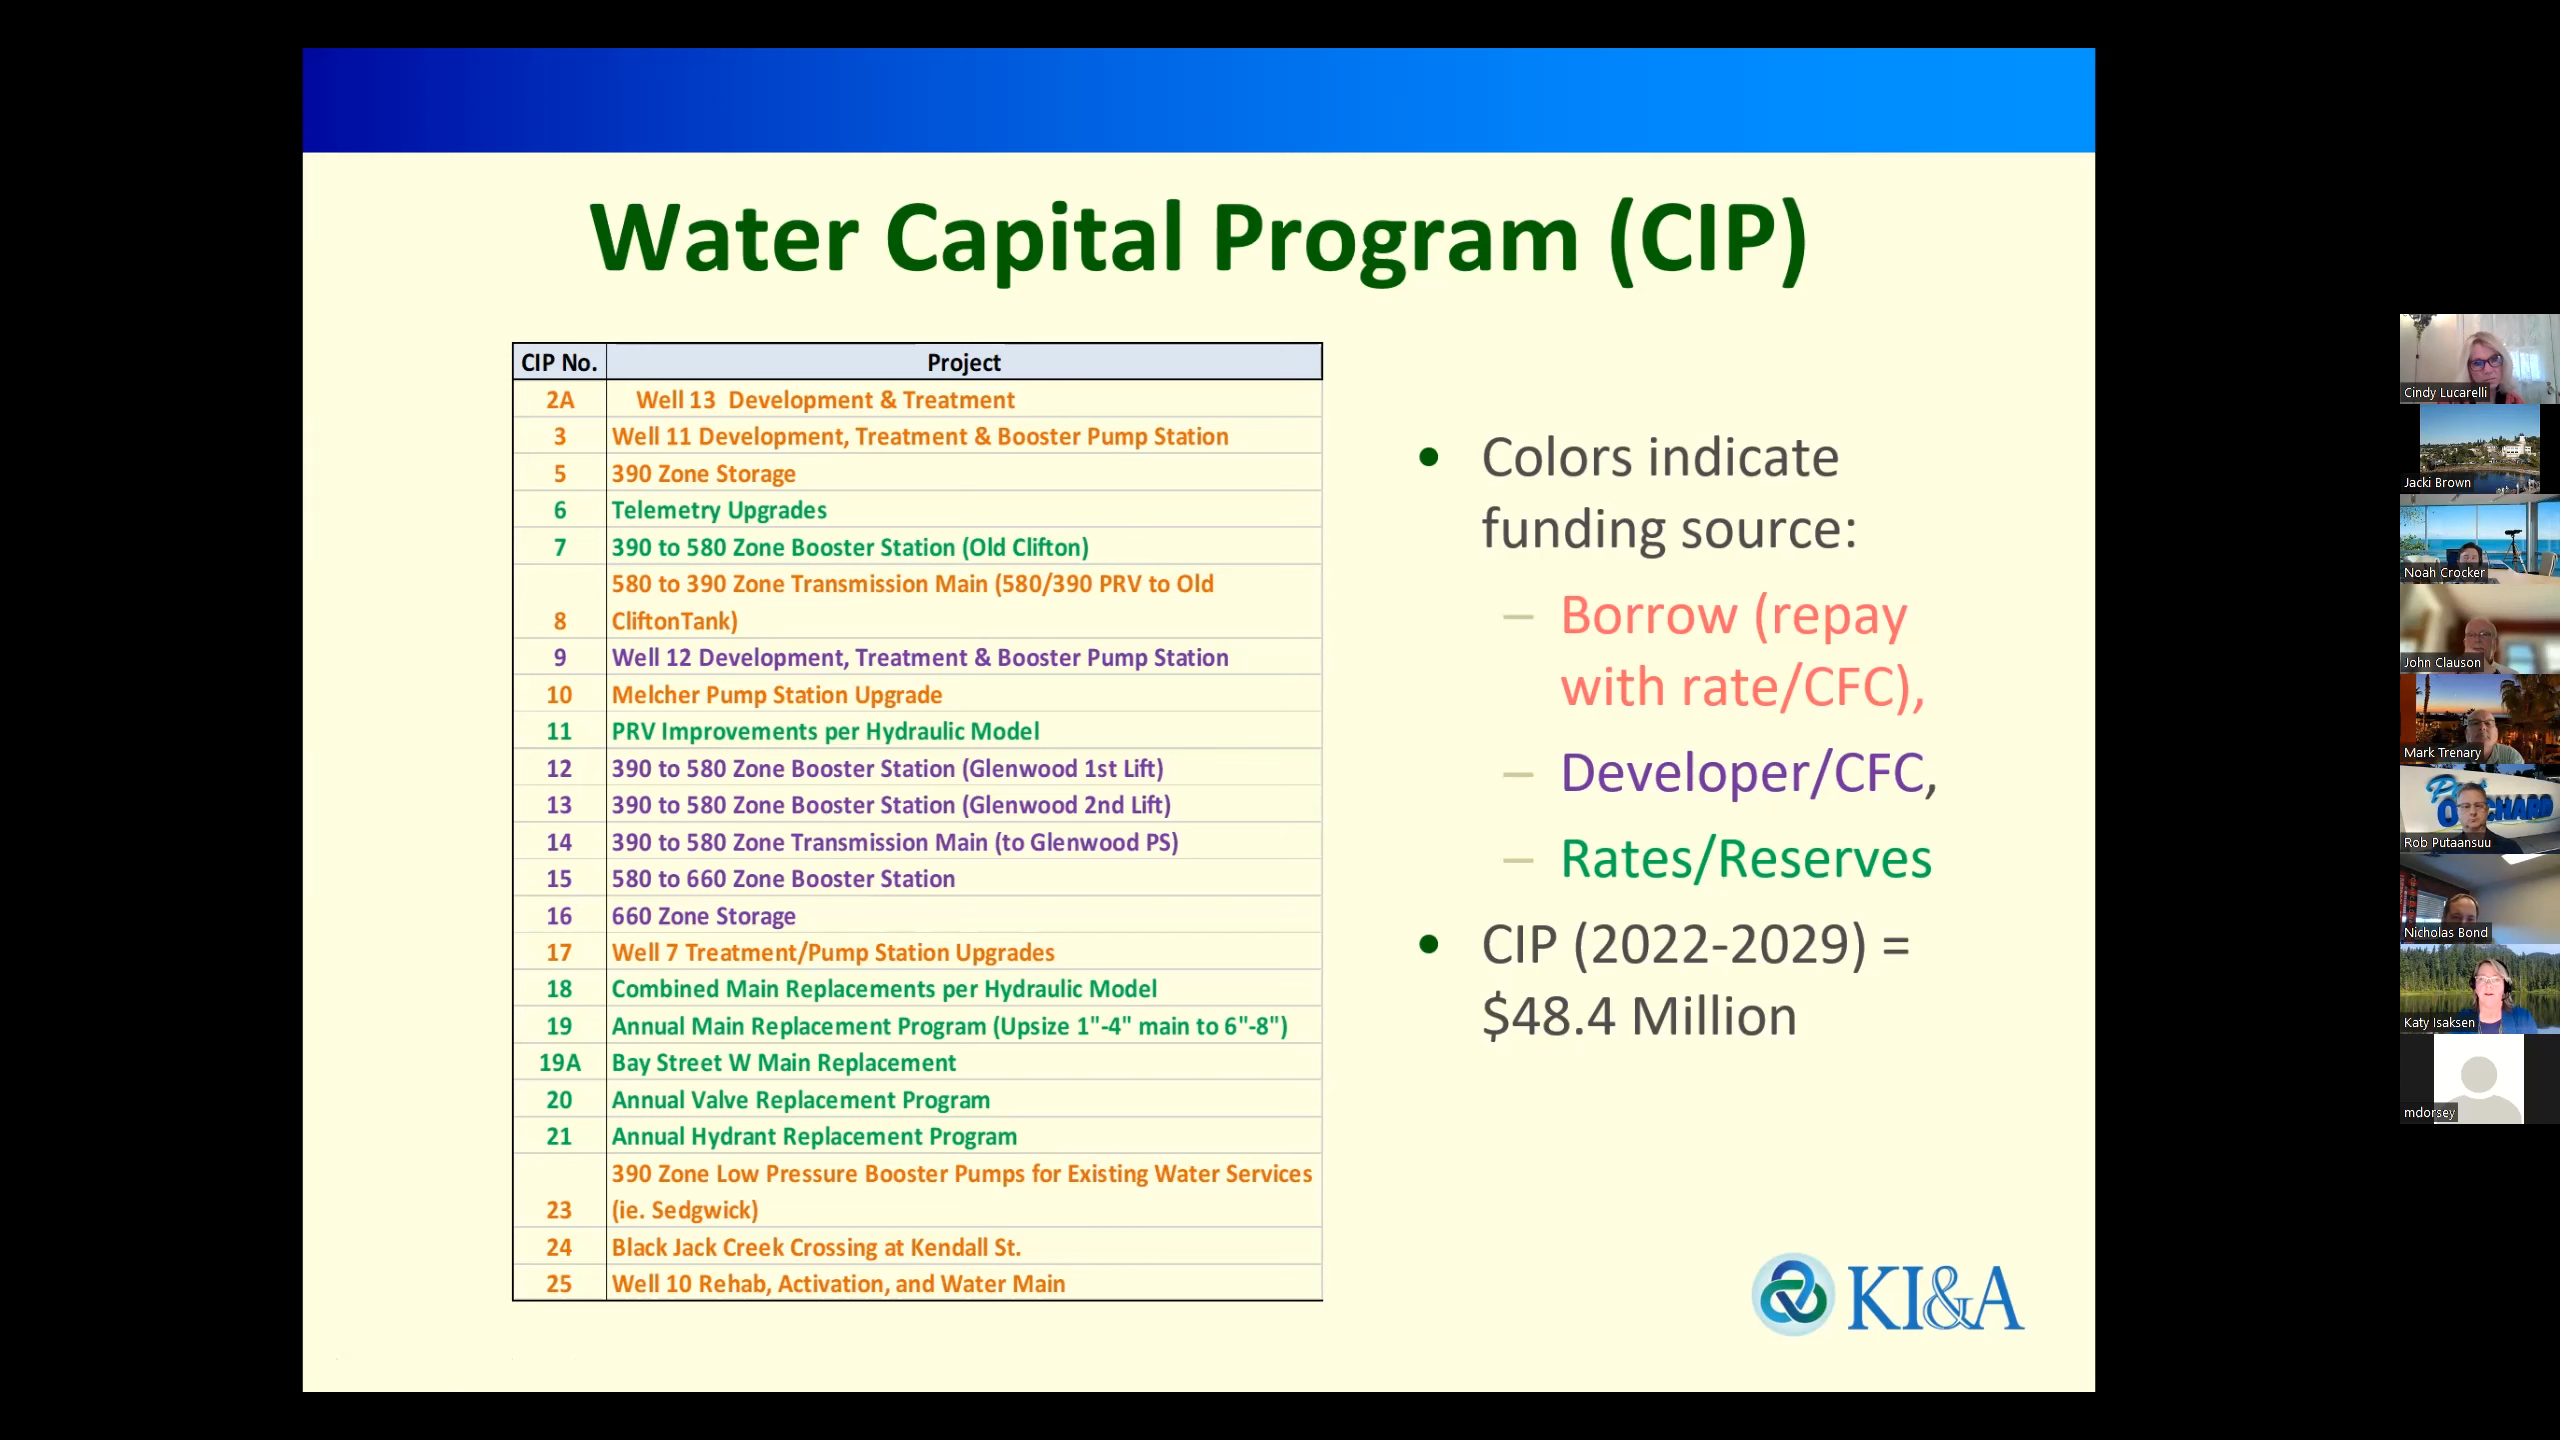 Water Capital Program (CIP)
CIP No. Project
2A Well 13 Development & Treatment
3 Well 11 Development, Treatment & Booster Pump Station
5 390 Zone Storage
6 Telemetry Upgrades
7 390 to 580 Zone Booster Station (Old Clifton)
580 to 390 Zone Transmission Main (580/390 PRV to Old
8 CliftonTank)
9 Well 12 Development, Treatment & Booster Pump Station
10 Melcher Pump Station Upgrade
11 PRV Improvements per Hydraulic Model
12 390 to 580 Zone Booster Station (Glenwood 1st Lift)
13 390 to 580 Zone Booster Station (Glenwood 2nd Lift)
14 390 to 580 Zone Transmission Main (to Glenwood PS)
15 580 to 660 Zone Booster Station
16 660 Zone Storage
17 Well 7 Treatment/Pump Station Upgrades
18 Combined Main Replacements per Hydraulic Model
19 Annual Main Replacement Program (Upsize 1"-4" main to 6"-8")
19A Bay Street W Main Replacement
20 Annual Valve Replacement Program
21 Annual Hydrant Replacement Program
390 Zone Low Pressure Booster Pumps for Existing Water Services
23 (ie. Sedgwick)
24 Black Jack Creek Crossing at Kendall St.
25 Well 10 Rehab, Activation, and Water Main
• Colors indicate
funding source:
– Borrow (repay
with rate/CFC),
– Developer/CFC,
– Rates/Reserves
• CIP (2022-2029) =
$48.4 Million
KI&A
Cindy Lucarelli
Jacki Brown
Noah Crocker
John Clauson
Mark Trenary
ORCHARD
Rob Putaansuu
Nicholas Bond
Katy Isaksen
mdorsey